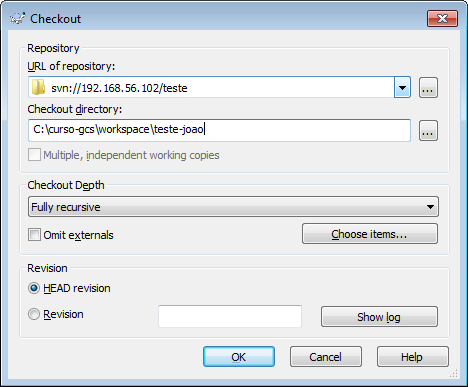 Checkout
Repository
URL of repository:
svn://192.168.56.102/teste
...
Checkout directory:
C:\curso-gcs\workspace\teste-joao
...
Multiple, independent working copies
Checkout Depth
Fully recursive
Omit externals
Choose items...
Revision
HEAD revision
Revision
Show log
OK
Cancel
Help